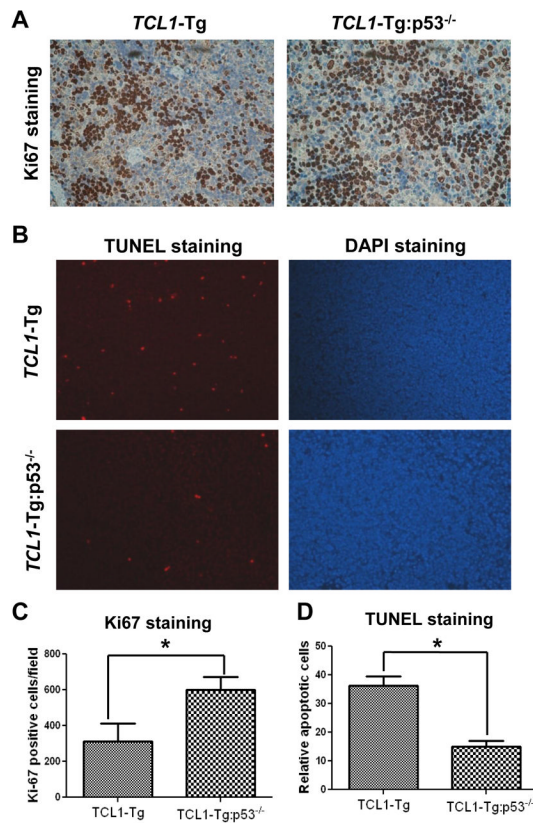 A
TCL1-Tg
TCL1-Tg:p53-/-
Ki67 staining
B
TUNEL staining
DAPI staining
TCL1-Tg
TCL1-Tg:p53-/-
C
Ki67 staining
*
Ki-67 positive cells/field
800
600
400
200
0
TCL1-Tg
TCL1-Tg:p53-/-
D
TUNEL staining
*
Relative apoptotic cells
50
40
30
20
10
0
TCL1-Tg
TCL1-Tg:p53-/-